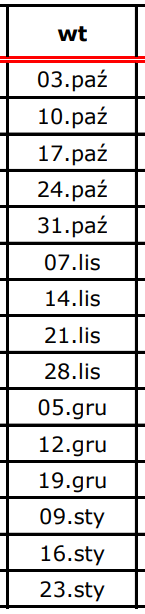 wt
03.paź
10.paź
17.paź
24.paź
31.paź
07.lis
14.lis
21.lis
28.lis
05.gru
12.gru
19.gru
09.sty
16.sty
23.sty